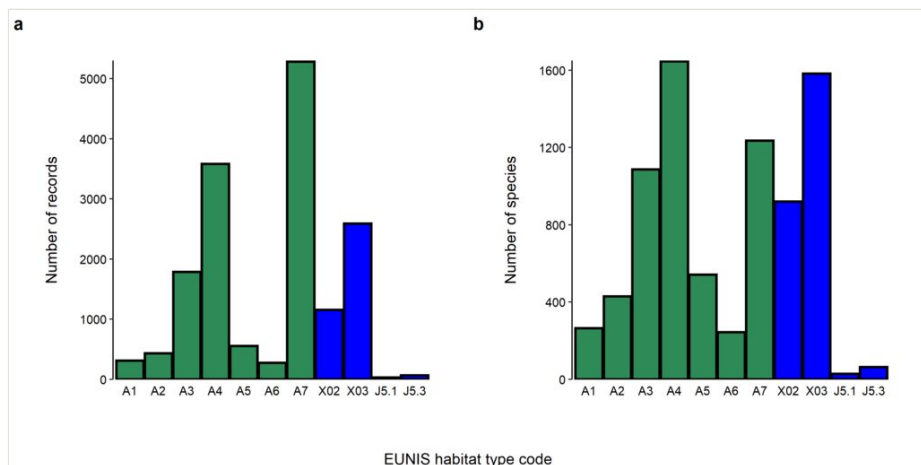 a
b
Number of records
5000
4000
3000
2000
1000
0
A1 A2 A3 A4 A5 A6 A7 X02 X03 J5.1 J5.3
Number of species
1600
1200
800
400
0
A1 A2 A3 A4 A5 A6 A7 X02 X03 J5.1 J5.3
EUNIS habitat type code